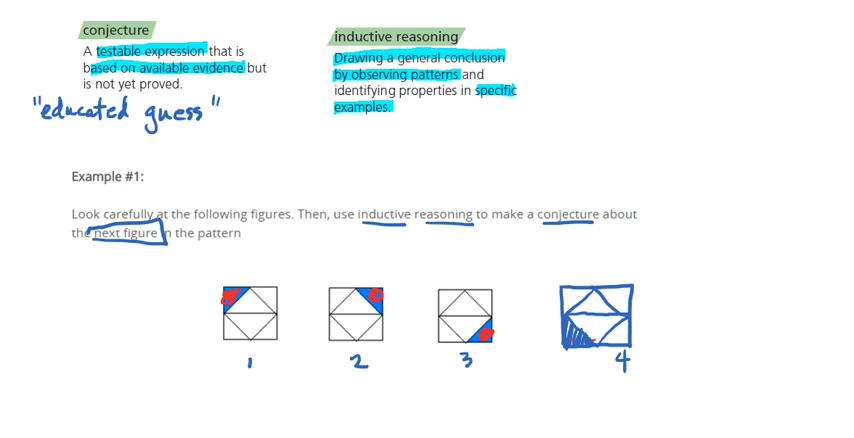 conjecture
A testable expression that is
based on available evidence but
is not yet proved.
"educated guess"
inductive reasoning
Drawing a general conclusion
by observing patterns and
identifying properties in specific
examples.
Example #1:
Look carefully at the following figures. Then, use inductive reasoning to make a conjecture about
the next figure in the pattern
1 2 3 4